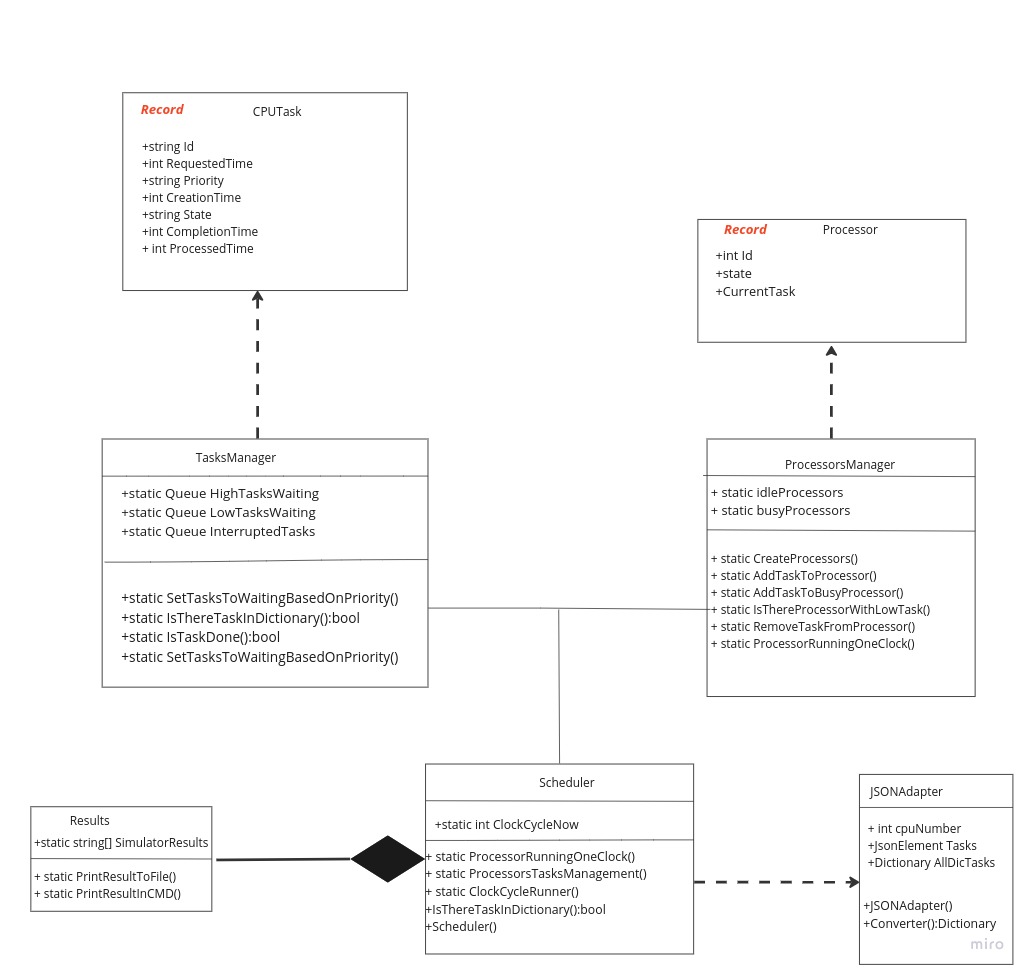 Record CPUTask
+string Id
+int RequestedTime
+string Priority
+int CreationTime
+string State
+int CompletionTime
+ int ProcessedTime
Record Processor
+int Id
+state
+CurrentTask
TasksManager
+static Queue HighTasksWaiting
+static Queue LowTasksWaiting
+static Queue InterruptedTasks
+static SetTasksToWaitingBasedOnPriority()
+static IsThereTaskInDictionary():bool
+static IsTaskDone():bool
+static SetTasksToWaitingBasedOnPriority()
ProcessorsManager
+ static idleProcessors
+ static busyProcessors
+ static CreateProcessors()
+ static AddTaskToProcessor()
+ static AddTaskToBusyProcessor()
+ static IsThereProcessorWithLowTask()
+ static RemoveTaskFromProcessor()
+ static ProcessorRunningOneClock()
Results
+static string[] SimulatorResults
+ static PrintResultToFile()
+ static PrintResultInCMD()
Scheduler
+static int ClockCycleNow
+ static ProcessorRunningOneClock()
+ static ProcessorsTasksManagement()
+ static ClockCycleRunner()
+IsThereTaskInDictionary():bool
+Scheduler()
JSONAdapter
+ int cpuNumber
+JsonElement Tasks
+Dictionary AllDicTasks
+JSONAdapter()
+Converter():Dictionary
miro